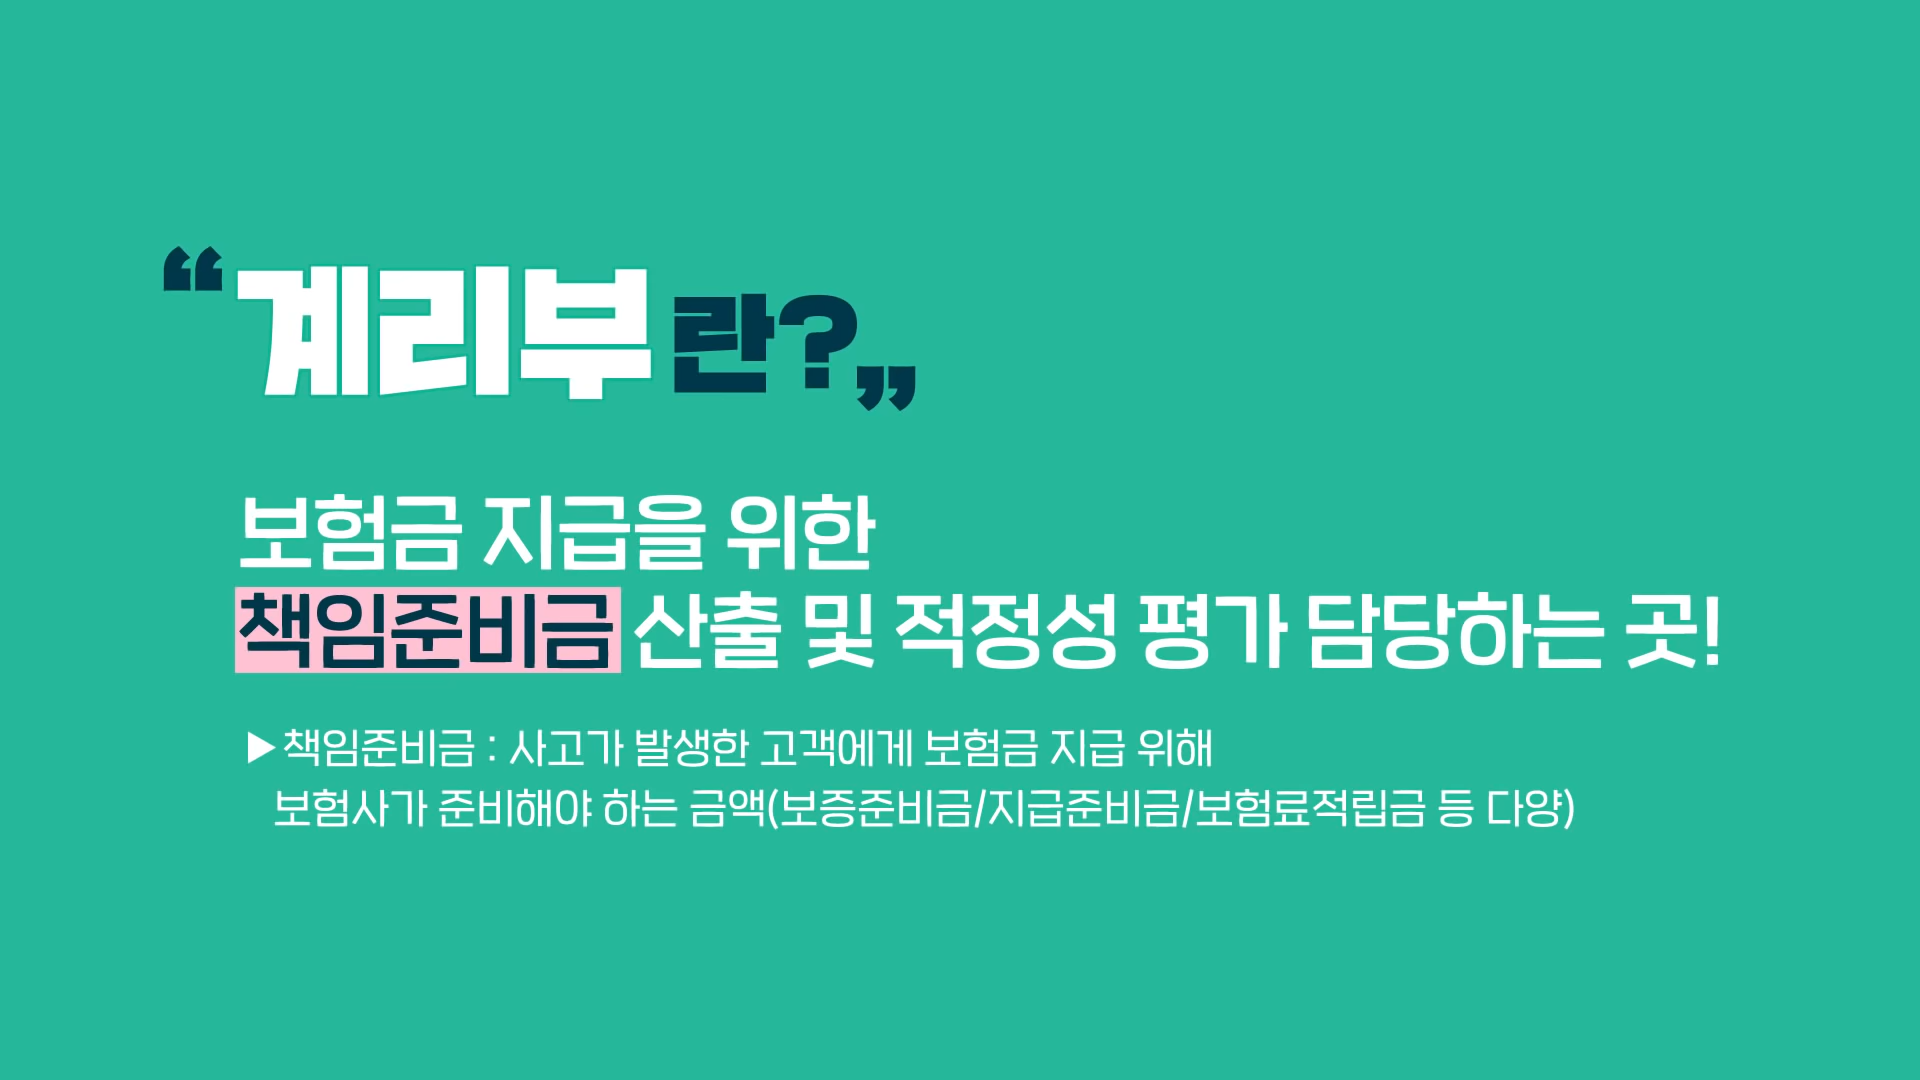 “계리부란?„
보험금 지급을 위한
책임준비금 산출 및 적정성 평가 담당하는 곳!
▶책임준비금 : 사고가 발생한 고객에게 보험금 지급 위해
보험사가 준비해야 하는 금액(보증준비금/지급준비금/보험료적립금 등 다양)